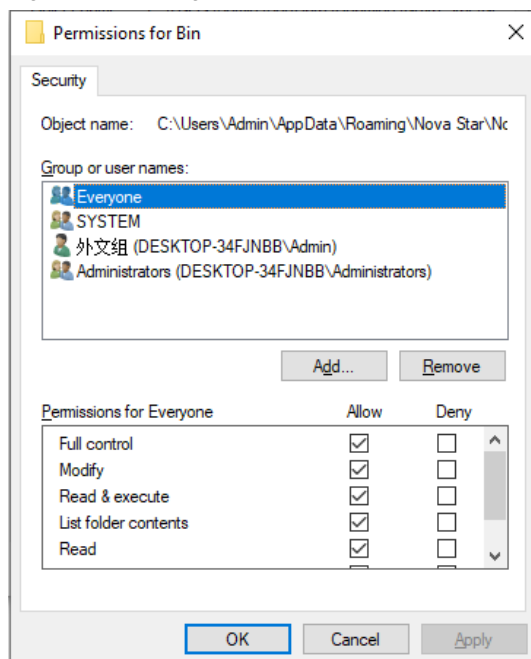 Permissions for Bin
Security
Object name: C:\Users\Admin\AppData\Roaming\Nova Star\Nc
Group or user names:
Everyone
SYSTEM
外文组 (DESKTOP-34FJNBB\Admin)
Administrators (DESKTOP-34FJNBB\Administrators)
Add... Remove
Permissions for Everyone Allow Deny
Full control
Modify
Read & execute
List folder contents
Read
OK Cancel Apply